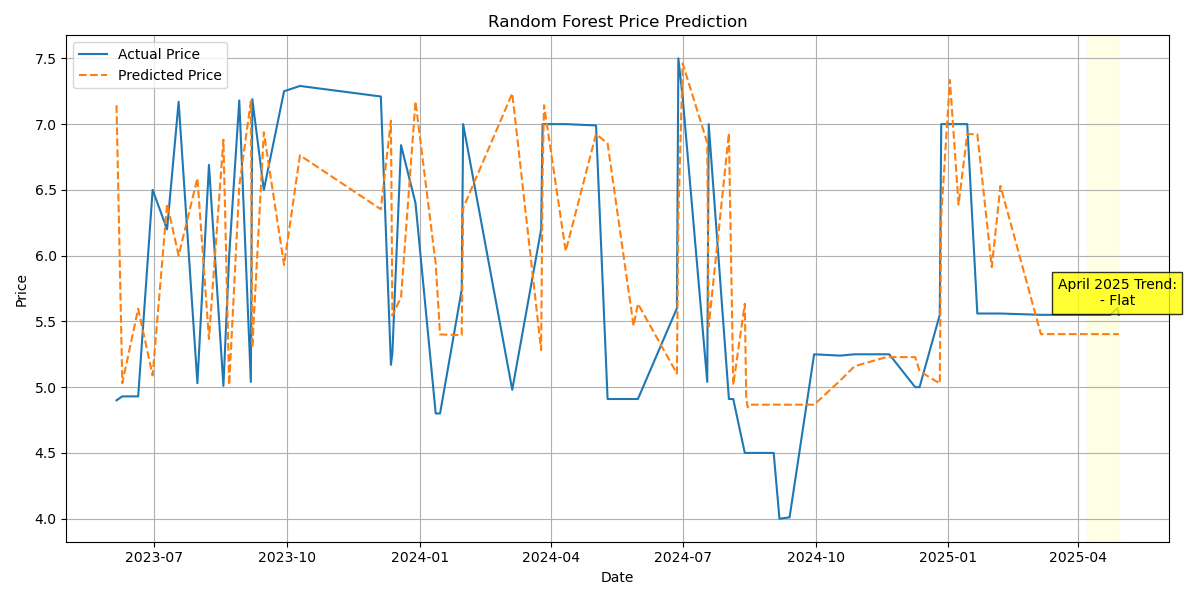 Random Forest Price Prediction
Actual Price
Predicted Price
7.5
7.0
6.5
6.0
5.5
5.0
4.5
4.0
Price
April 2025 Trend:
- Flat
2023-07
2023-10
2024-01
2024-04
2024-07
2024-10
2025-01
2025-04
Date